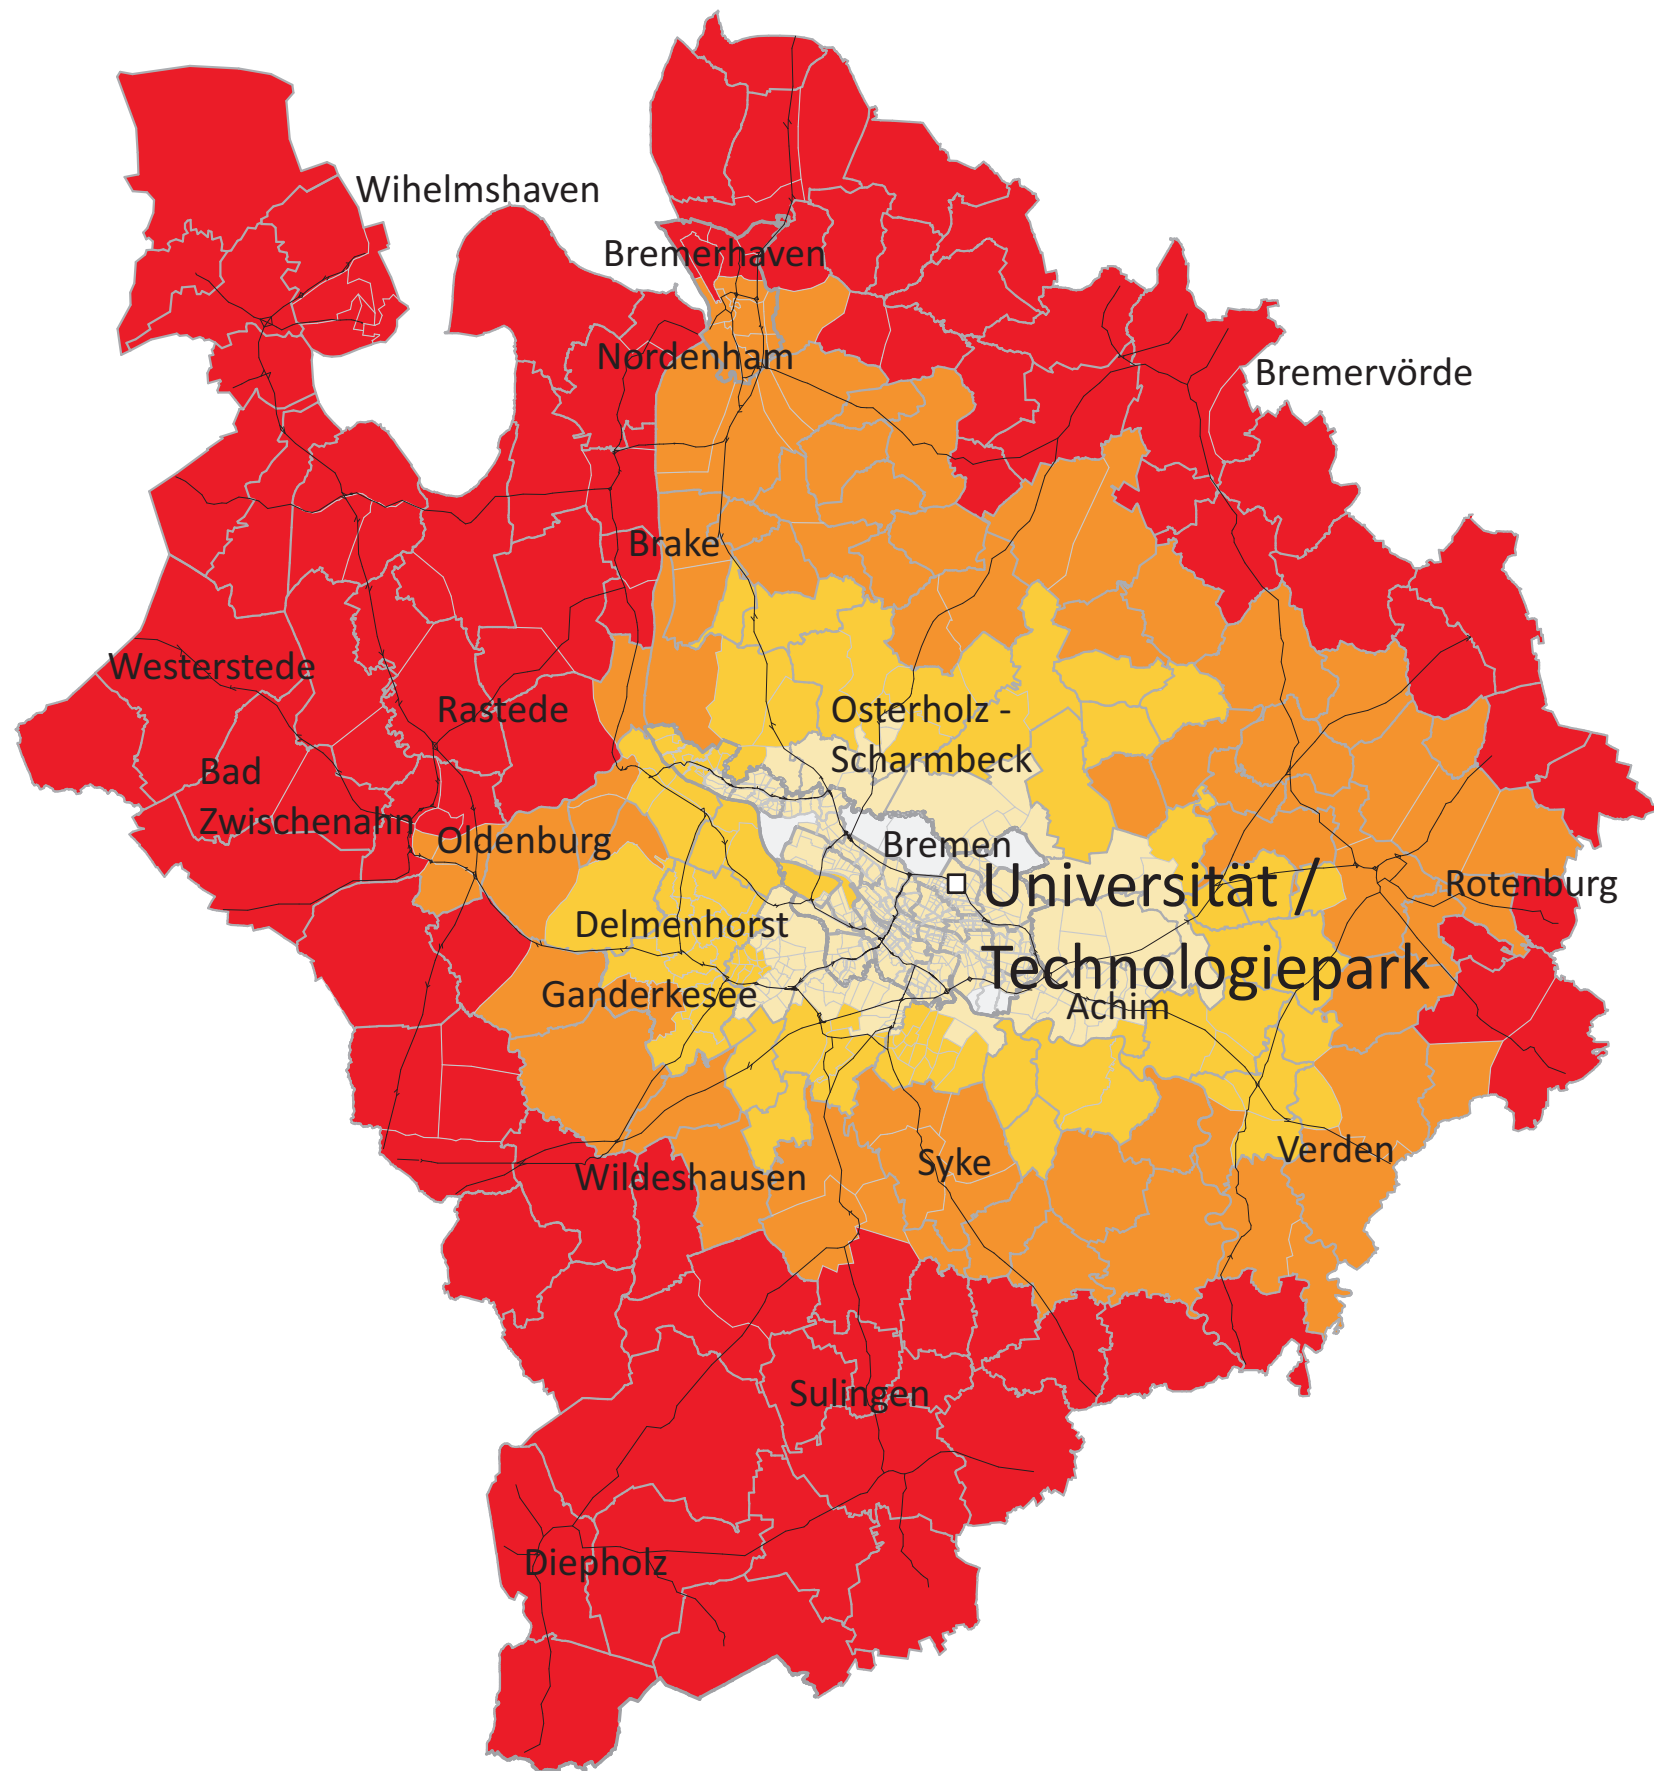 Wihelmshaven
Bremerhaven
Nordenham
Bremervörde
Brake
Westerstede
Rastede
Osterholz -
Scharmbeck
Bad
Zwischenahn
Oldenburg
Bremen
Universität /
Technologiepark
Rotenburg
Delmenhorst
Ganderkesee
Achim
Wildeshausen
Syke
Verden
Sulingen
Diepholz